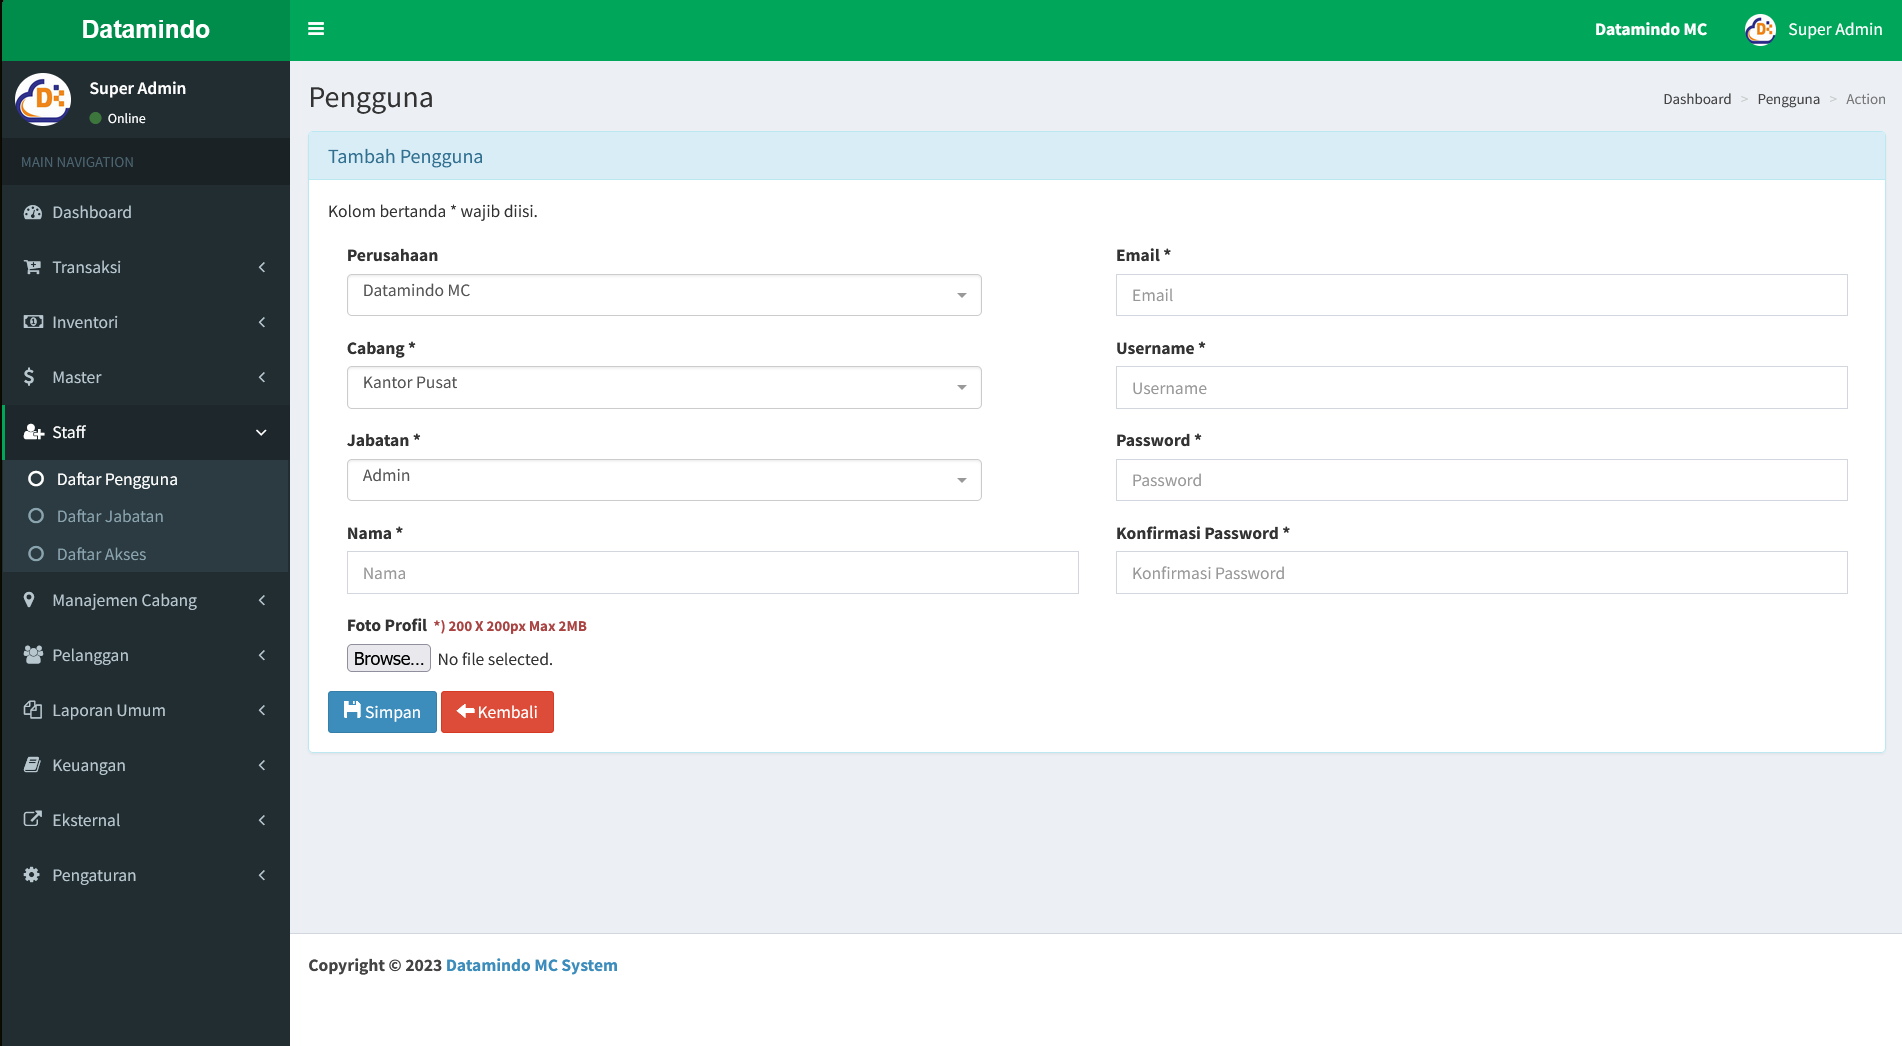 Datamindo
Datamindo MC
Super Admin
Super Admin
Online
MAIN NAVIGATION
Dashboard
Transaksi
Inventori
Master
Staff
Daftar Pengguna
Daftar Jabatan
Daftar Akses
Manajemen Cabang
Pelanggan
Laporan Umum
Keuangan
Eksternal
Pengaturan
Pengguna
Dashboard > Pengguna > Action
Tambah Pengguna
Kolom bertanda * wajib diisi.
Perusahaan
Datamindo MC
Cabang *
Kantor Pusat
Jabatan *
Admin
Nama *
Nama
Foto Profil *) 200 X 200px Max 2MB
Browse... No file selected.
Email *
Email
Username *
Username
Password *
Password
Konfirmasi Password *
Konfirmasi Password
Simpan
Kembali
Copyright © 2023 Datamindo MC System